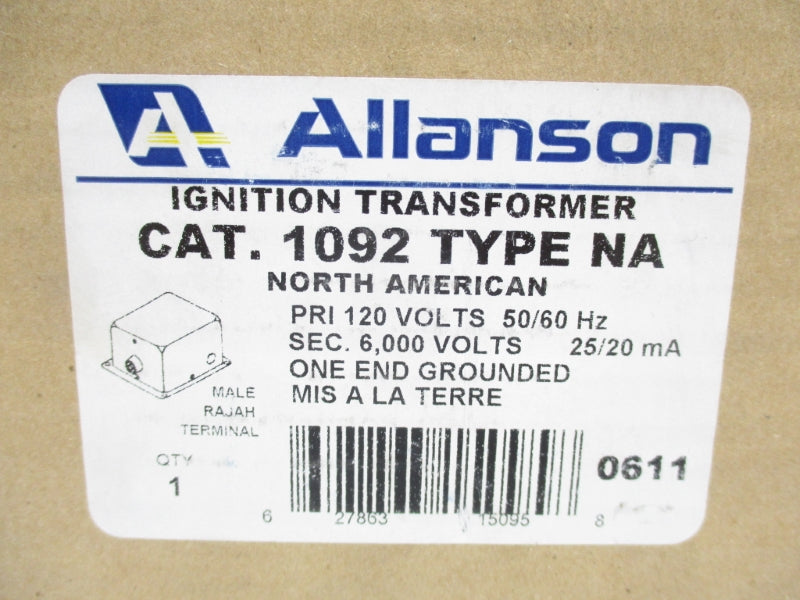 A Allanson
IGNITION TRANSFORMER
CAT. 1092 TYPE NA
NORTH AMERICAN
PRI 120 VOLTS 50/60 Hz
SEC. 6,000 VOLTS 25/20 mA
ONE END GROUNDED
MIS A LA TERRE
MALE
RAJAH
TERMINAL
QTY
1
0611
6 27863 15095 8